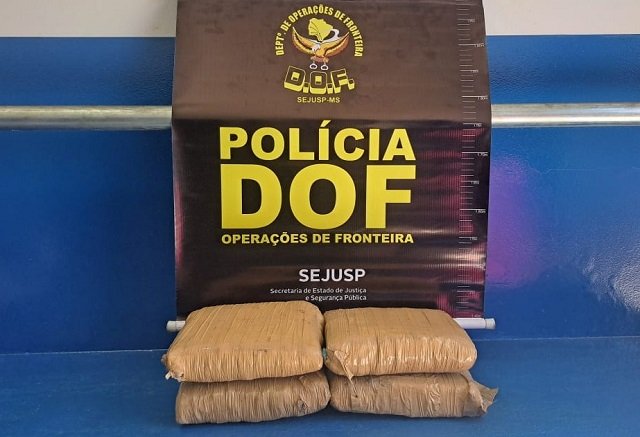 DEPTº. DE OPERAÇÕES DE FRONTEIRA
D.O.F.
SEJUSP-MS
POLÍCIA
DOF
OPERAÇÕES DE FRONTEIRA
SEJUSP
Secretaria de Estado de Justiça
e Segurança Pública